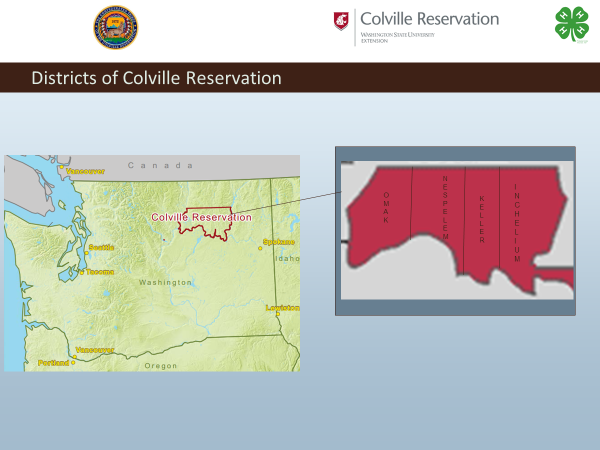 Colville Reservation
WASHINGTON STATE UNIVERSITY
EXTENSION
H H H H
Districts of Colville Reservation
Canada
Vancouver
Colville Reservation
Seattle
Spokane
Idaho
Tacoma
Washington
Lewiston
Vancouver
Portland
Oregon
OMAK
NESPELEM
KELLER
INCHELIUM